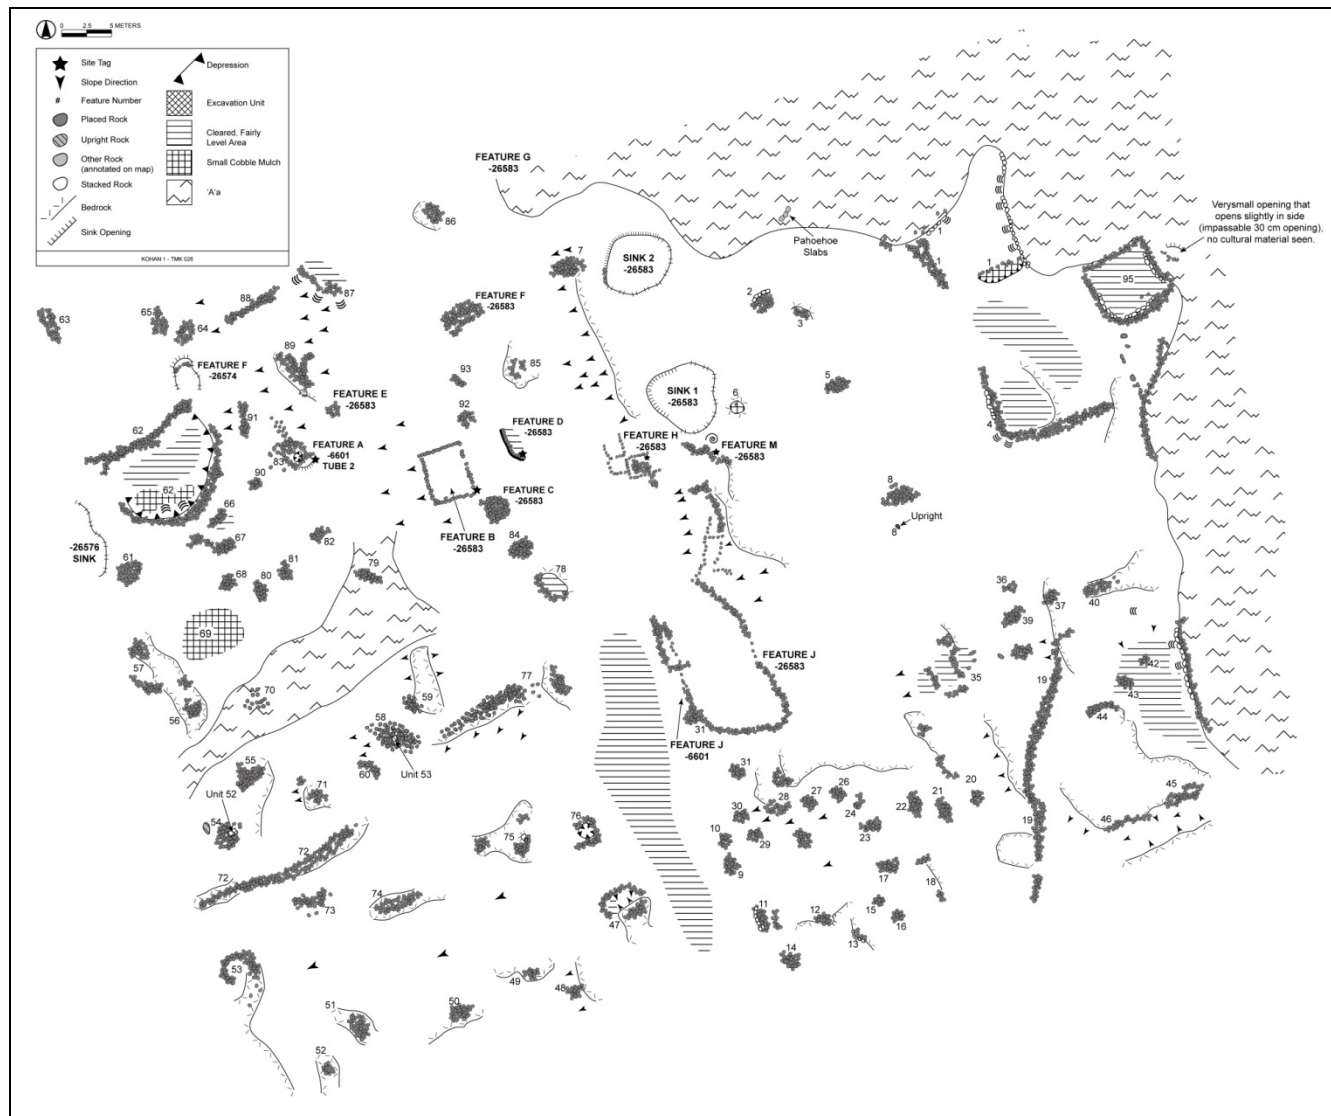 0 2.5 5 METERS
Site Tag
Slope Direction
# Feature Number
Placed Rock
Upright Rock
Other Rock
(annotated on map)
Stacked Rock
Bedrock
Sink Opening
Depression
Excavation Unit
Cleared, Fairly
Level Area
Small Cobble Mulch
'A'a
KOHAN 1 - TMK 026
FEATURE G
-26583
86
7
SINK 2
-26583
Pahoehoe
Slabs
1
1
1
Verysmall opening that
opens slightly in side
(impassable 30 cm opening),
no cultural material seen.
95
63
65
64
88
87
FEATURE F
-26583
2
3
89
FEATURE F
-26574
85
93
SINK 1
-26583
6
5
FEATURE E
-26583
92
FEATURE D
-26583
4
62
91
FEATURE A
-6601
TUBE 2
83
FEATURE H
-26583
FEATURE M
-26583
90
62
66
FEATURE C
-26583
8
Upright
8
FEATURE B
-26583
-26576
SINK
67
82
84
61
68
80
81
79
78
36
37
40
39
69
57
56
70
59
77
FEATURE J
-26583
35
19
42
43
44
58
Unit 53
60
31
FEATURE J
-6601
55
71
Unit 52
54
31
28
27
26
24
30
29
10
9
23
22
21
20
19
45
46
76
75
72
72
73
74
47
17
18
15
16
11
12
13
14
53
49
48
51
50
52